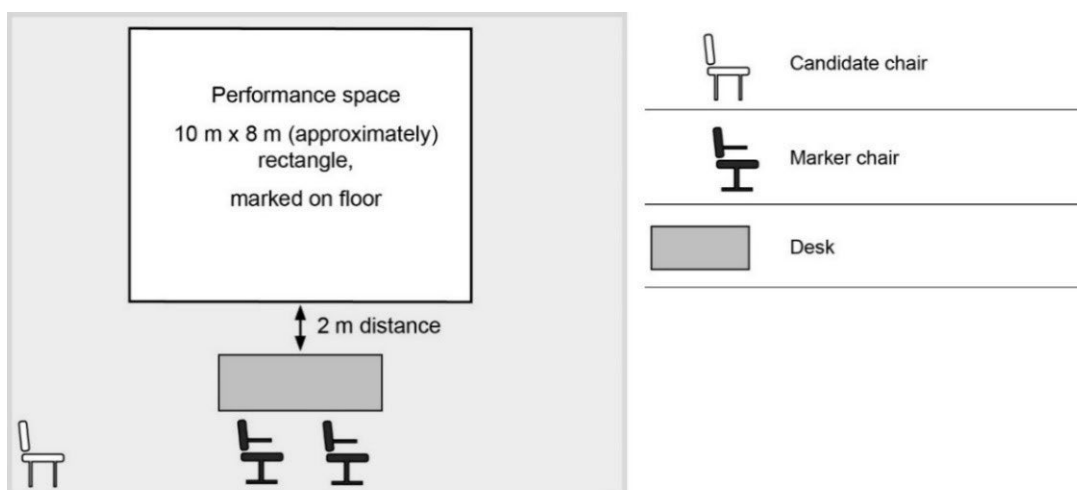 Performance space
10 m x 8 m (approximately)
rectangle,
marked on floor
2 m distance
Candidate chair
Marker chair
Desk